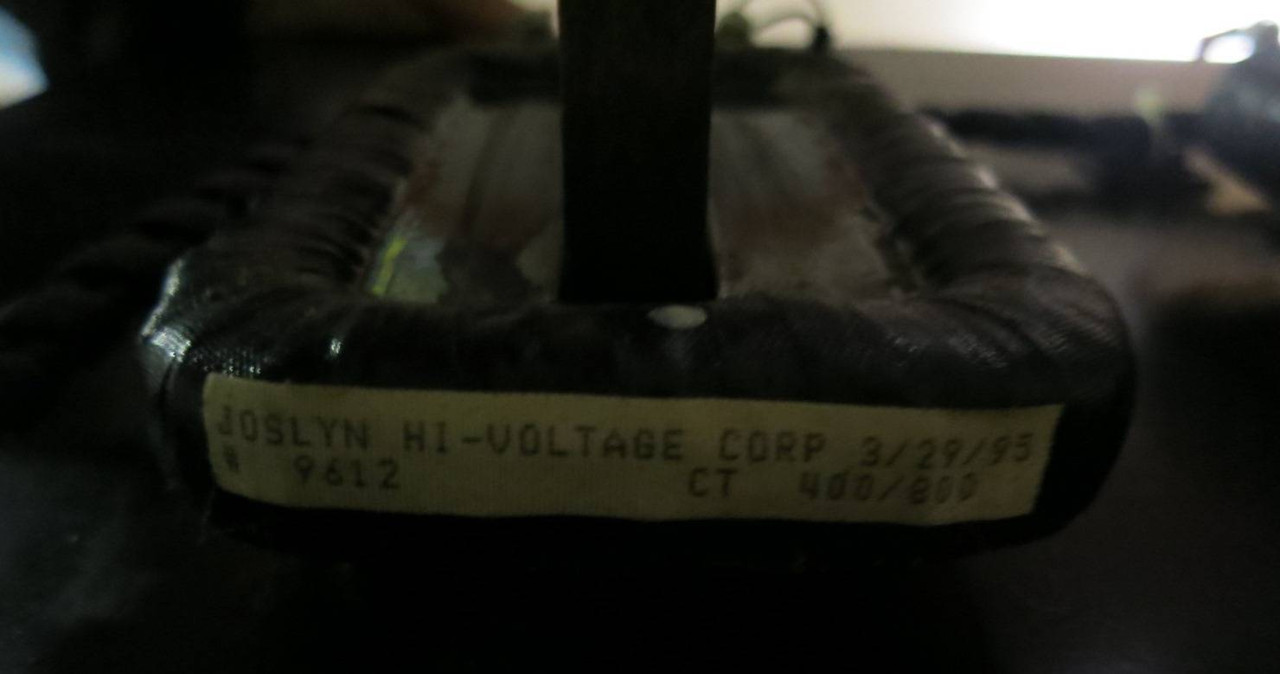 JOSLYN HI-VOLTAGE CORP 3/29/95
# 9612 CT 400/800